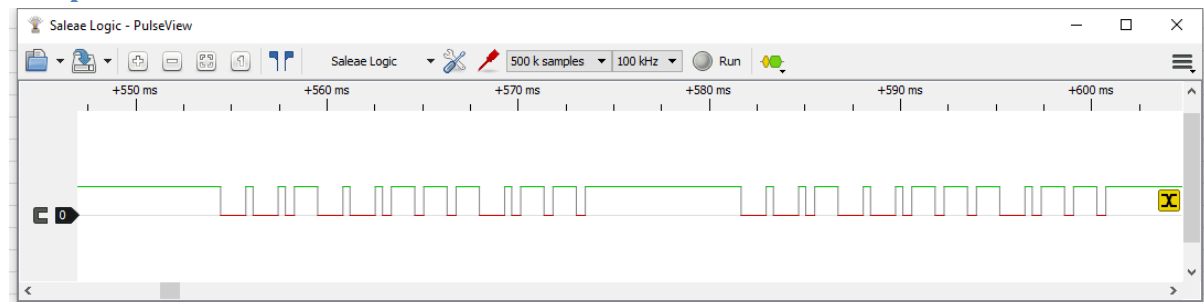 Saleae Logic - PulseView
Saleae Logic 500 k samples 100 kHz Run
+550 ms +560 ms +570 ms +580 ms +590 ms +600 ms
0